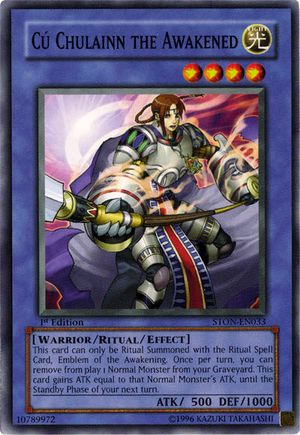 CÚ CHULAINN THE AWAKENED
LIGHT
光
1st Edition
STON-EN033
[WARRIOR/RITUAL/EFFECT]
This card can only be Ritual Summoned with the Ritual Spell
Card, Emblem of the Awakening. Once per turn, you can
remove from play 1 Normal Monster from your Graveyard. This
card gains ATK equal to that Normal Monster's ATK, until the
Standby Phase of your next turn.
ATK/ 500 DEF/1000
10789972
©1996 KAZUKI TAKAHASHI